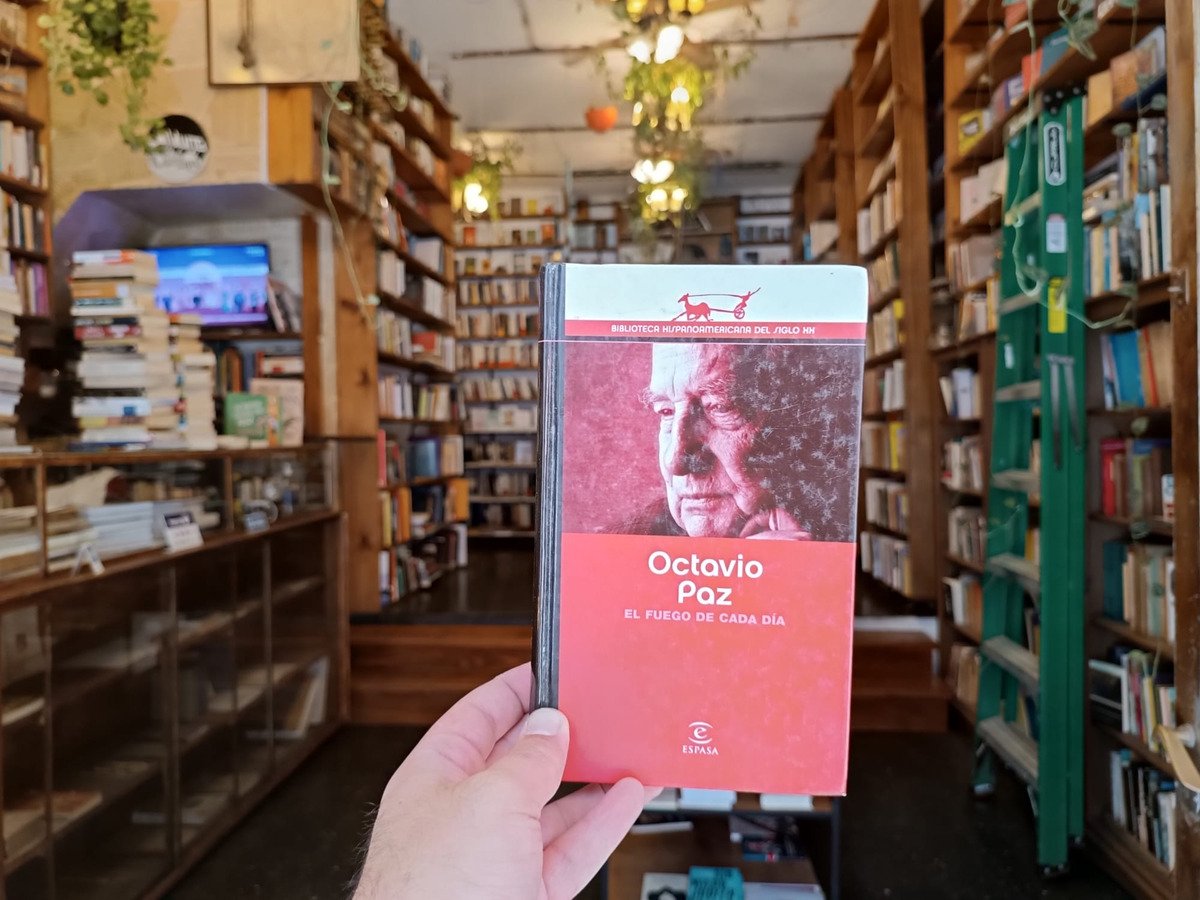 BIBLIOTECA HISPANOAMERICANA DEL SIGLO XX
Octavio
Paz
EL FUEGO DE CADA DÍA
e
ESPASA